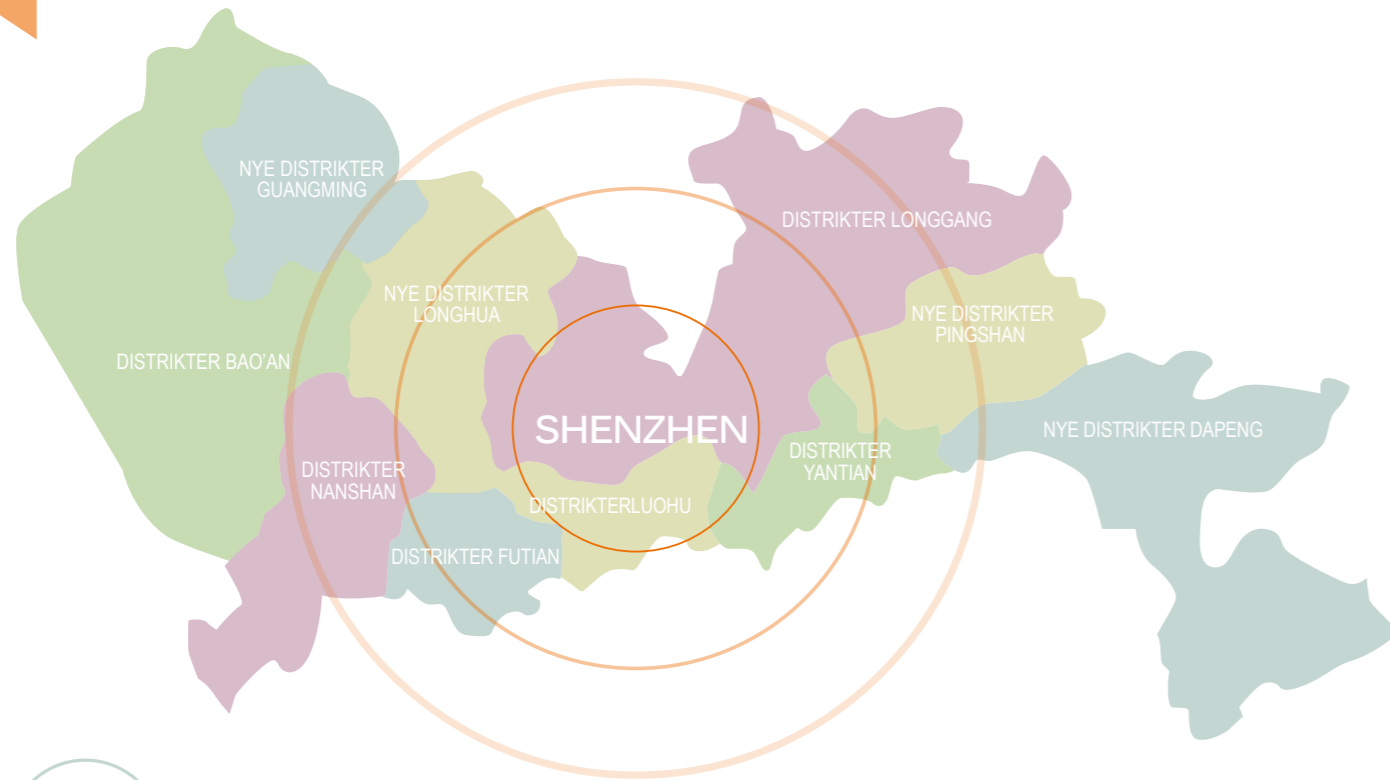 NYE DISTRIKTER
GUANGMING
DISTRIKTER LONGGANG
NYE DISTRIKTER
LONGHUA
NYE DISTRIKTER
PINGSHAN
DISTRIKTER BAO'AN
SHENZHEN
NYE DISTRIKTER DAPENG
DISTRIKTER
YANTIAN
DISTRIKTER
NANSHAN
DISTRIKTERLUOHU
DISTRIKTER FUTIAN